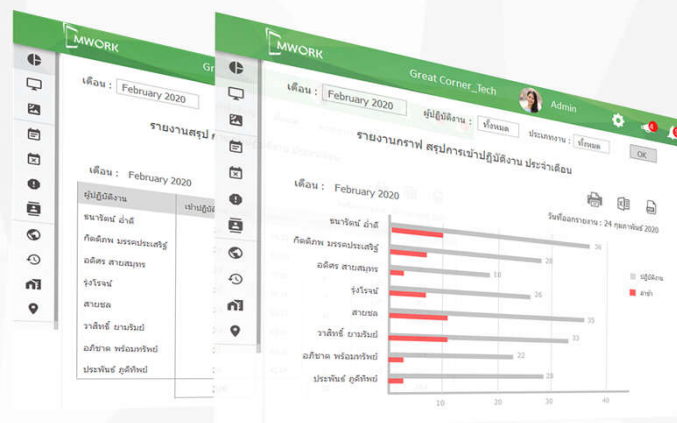 MWORK
เดือน : February 2020
รายงานสรุป
เดือน : February 2020
ผู้ปฏิบัติงาน
ธนารัตน์ อ่ำดี
กิตติภพ มรรคประเสริฐ
อดิศร สายสมุทร
รุ่งโรจน์
สายชล
วาสิทธิ์ ยามรัมย์
อภิชาต พร้อมทรัพย์
ประพันธ์ ภูดีทิพย์
MWORK
Great Corner_Tech
Admin
เดือน : February 2020
ผู้ปฏิบัติงาน : ทั้งหมด
ประเภทงาน : ทั้งหมด
OK
รายงานกราฟ สรุปการเข้าปฏิบัติงาน ประจำเดือน
เดือน : February 2020
วันที่ออกรายงาน : 24 กุมภาพันธ์ 2020
ธนารัตน์ อ่ำดี 36
กิตติภพ มรรคประเสริฐ 28
อดิศร สายสมุทร 18
รุ่งโรจน์ 26
สายชล 35
วาสิทธิ์ ยามรัมย์ 33
อภิชาต พร้อมทรัพย์ 22
ประพันธ์ ภูดีทิพย์ 28
ปฏิบัติงาน
ล่าช้า
10 20 30 40